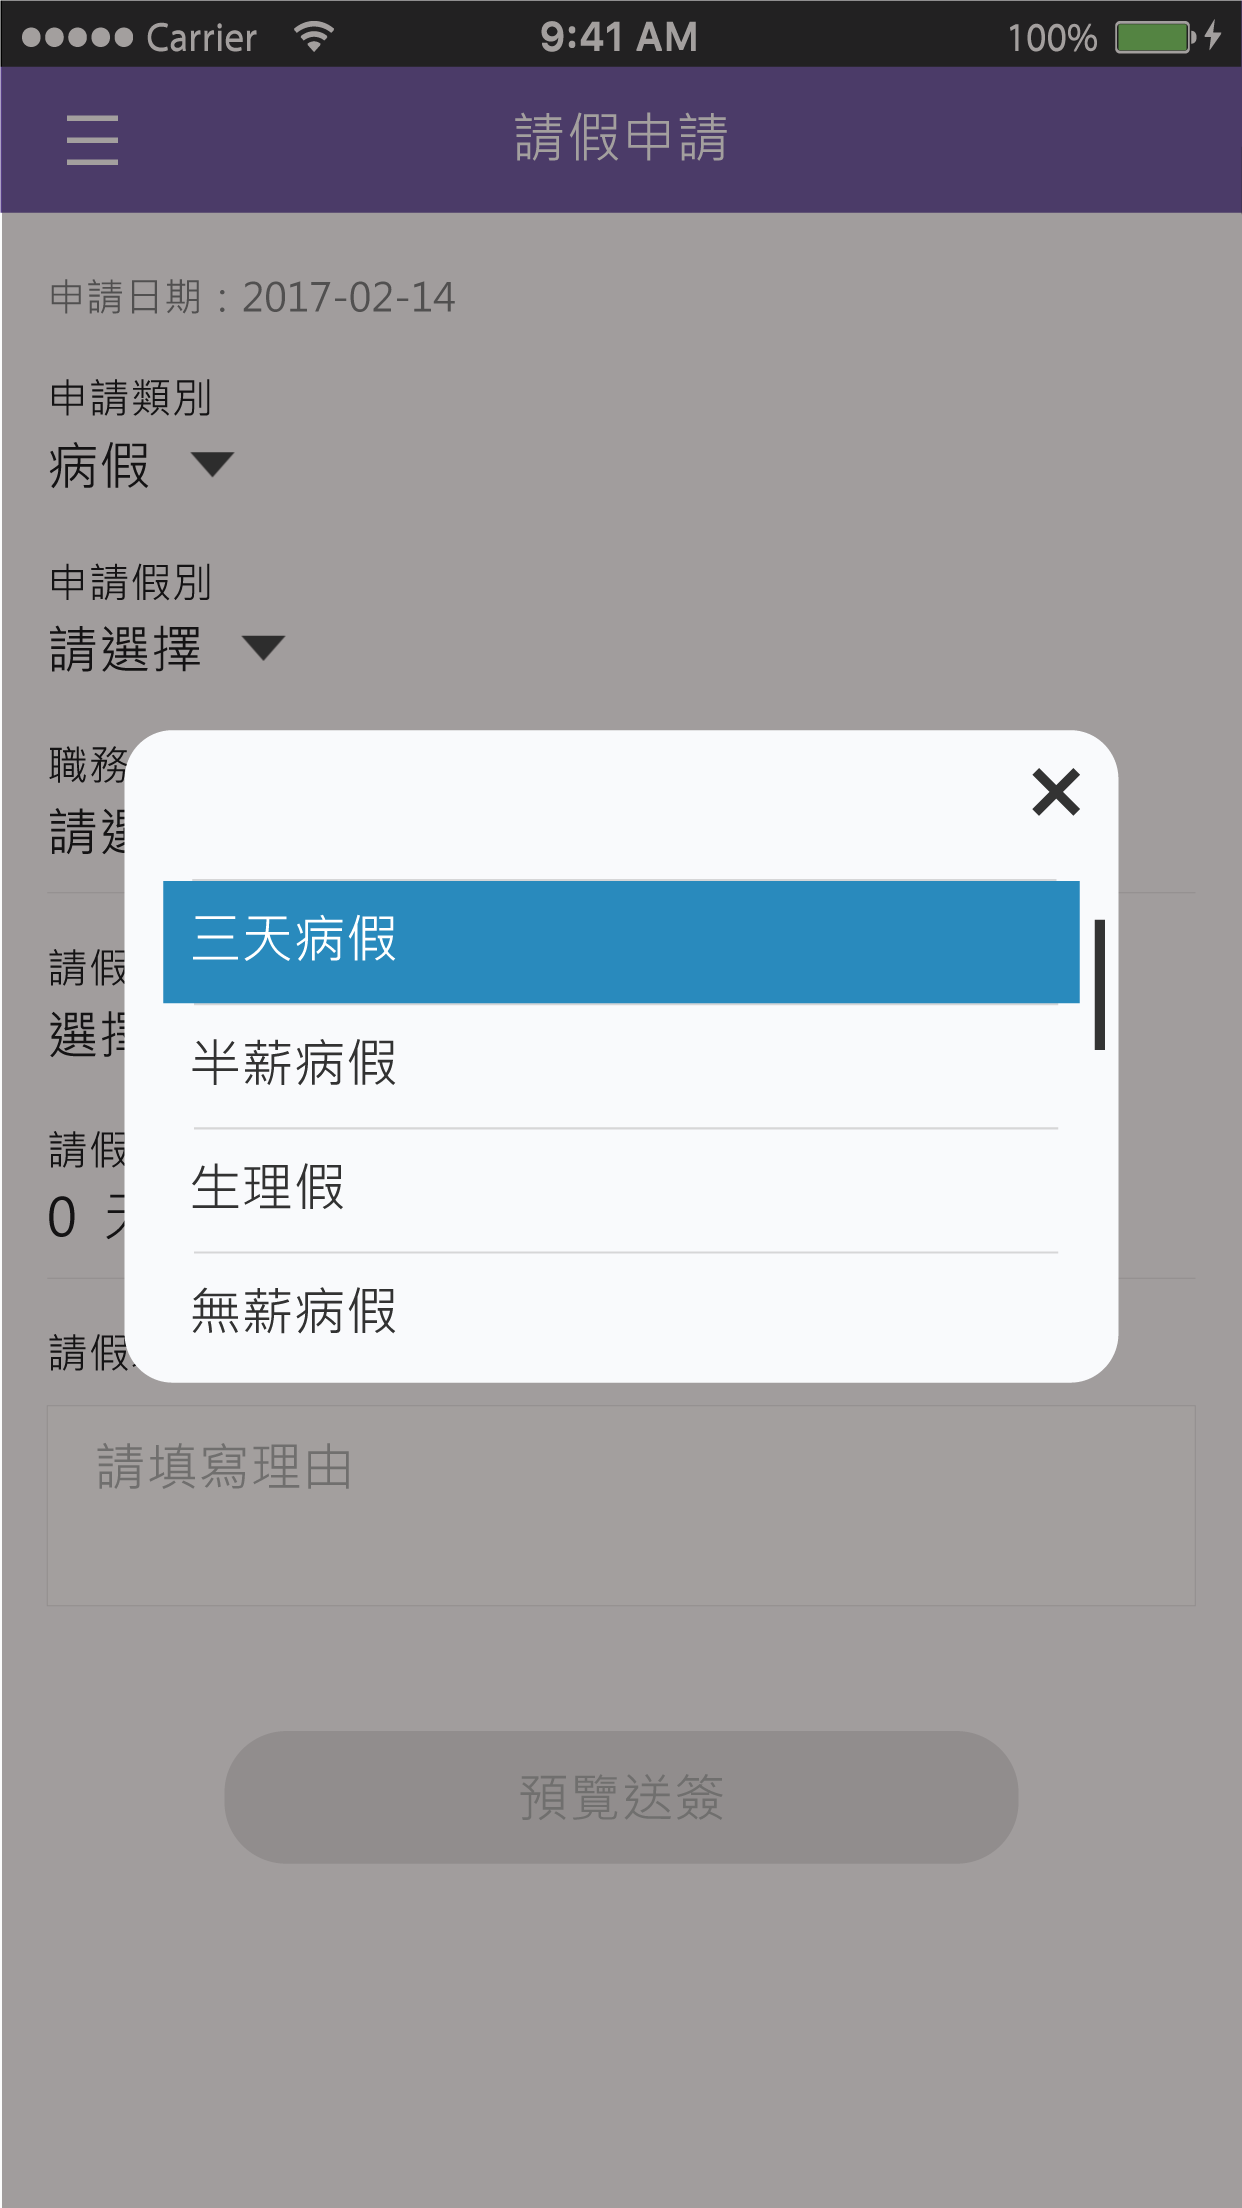 Carrier 9:41 AM 100%
請假申請
申請日期：2017-02-14
申請類別
病假
申請假別
請選擇
職務
請選
三天病假
請假
半薪病假
選擇
請假
生理假
0 天
無薪病假
請假
請填寫理由
預覽送簽